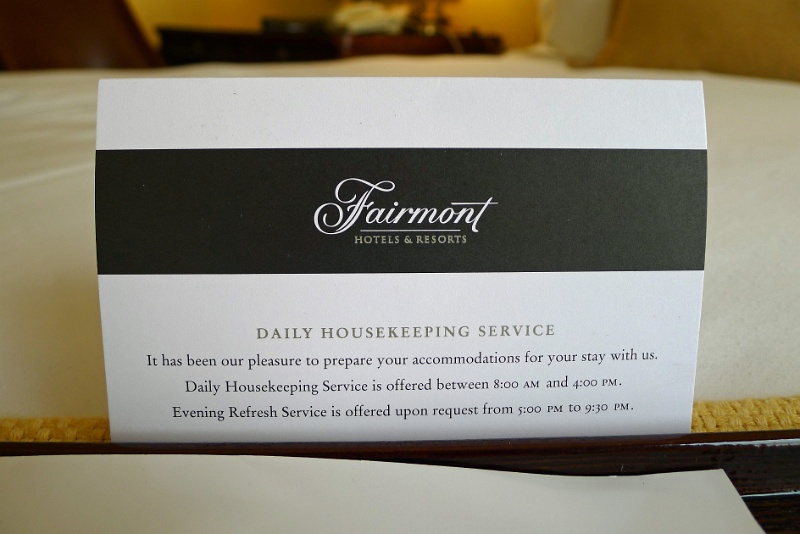 Fairmont
HOTELS & RESORTS
DAILY HOUSEKEEPING SERVICE
It has been our pleasure to prepare your accommodations for your stay with us.
Daily Housekeeping Service is offered between 8:00 AM and 4:00 PM.
Evening Refresh Service is offered upon request from 5:00 PM to 9:30 PM.